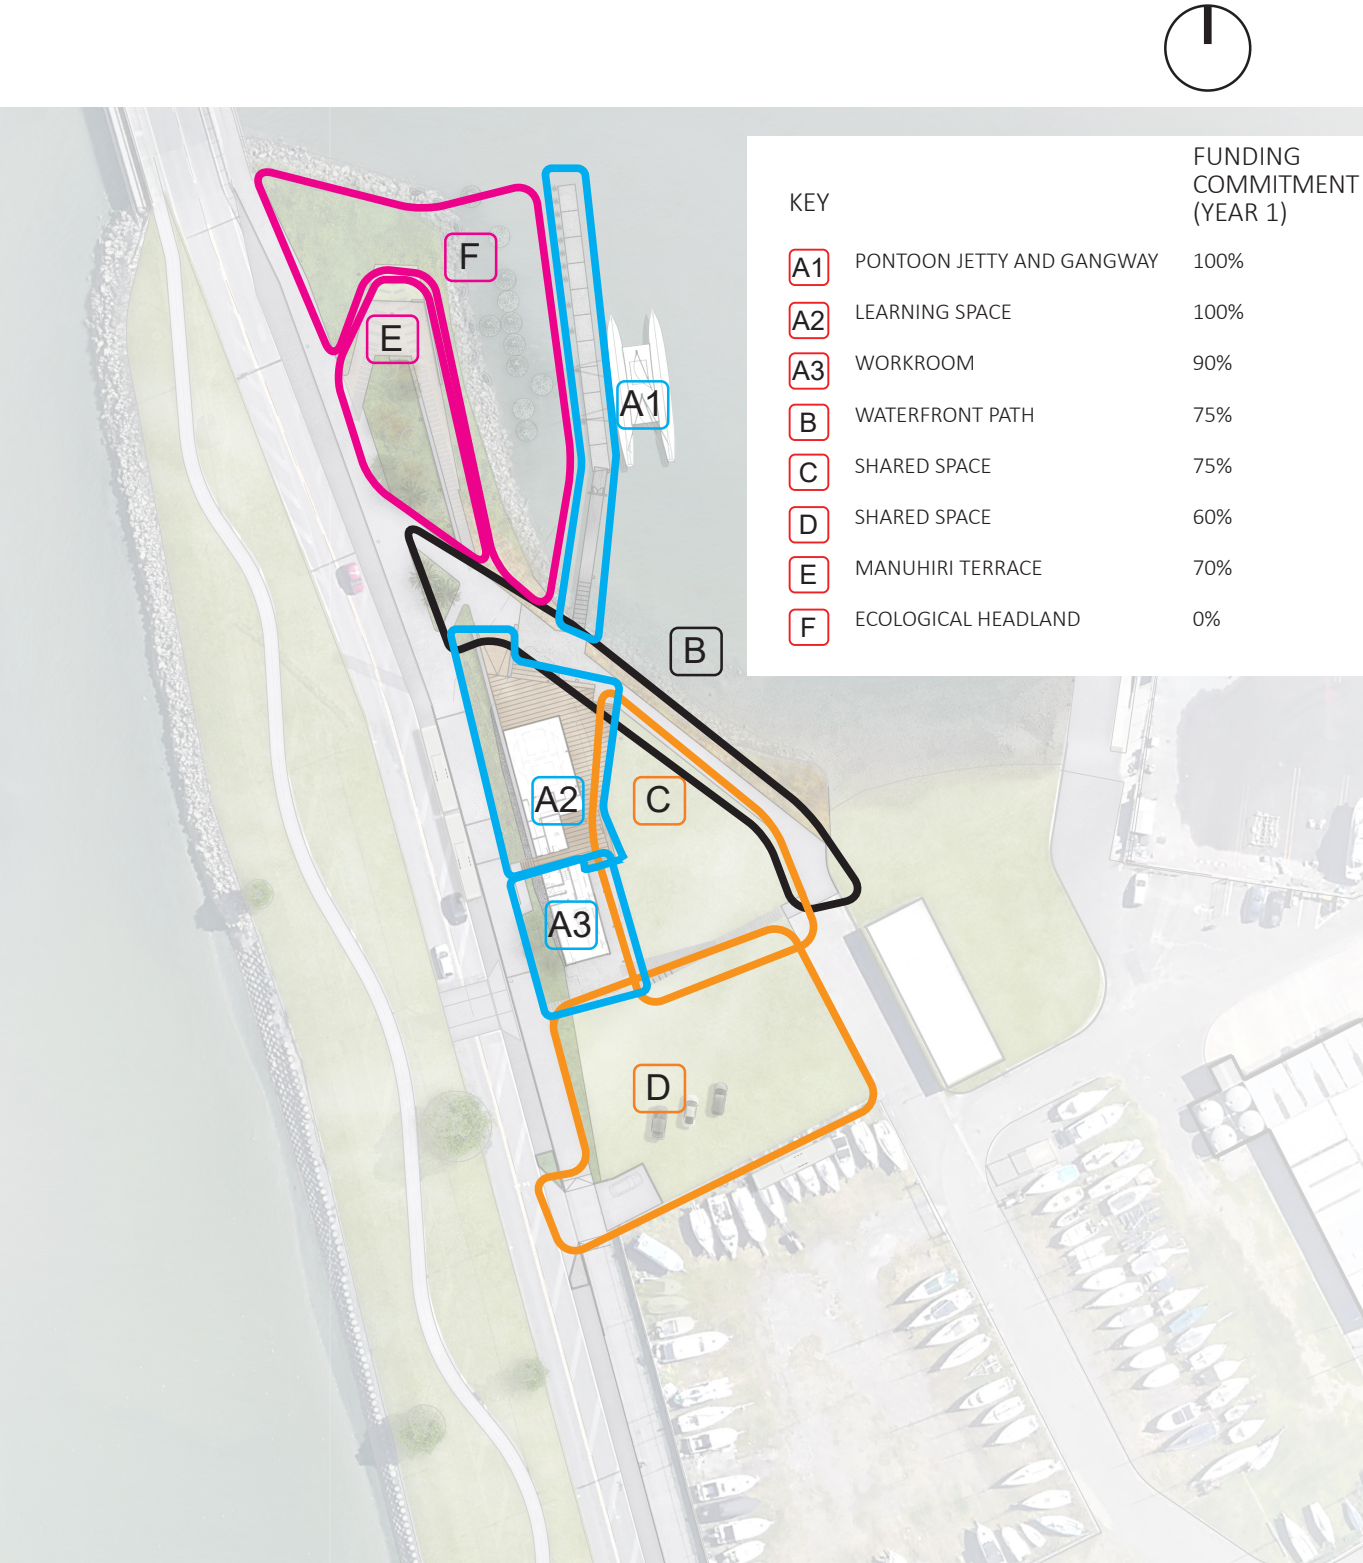 FUNDING
COMMITMENT
(YEAR 1)
KEY
A1 PONTOON JETTY AND GANGWAY 100%
A2 LEARNING SPACE 100%
A3 WORKROOM 90%
B WATERFRONT PATH 75%
C SHARED SPACE 75%
D SHARED SPACE 60%
E MANUHIRI TERRACE 70%
F ECOLOGICAL HEADLAND 0%
F
E
A1
B
A2
C
A3
D